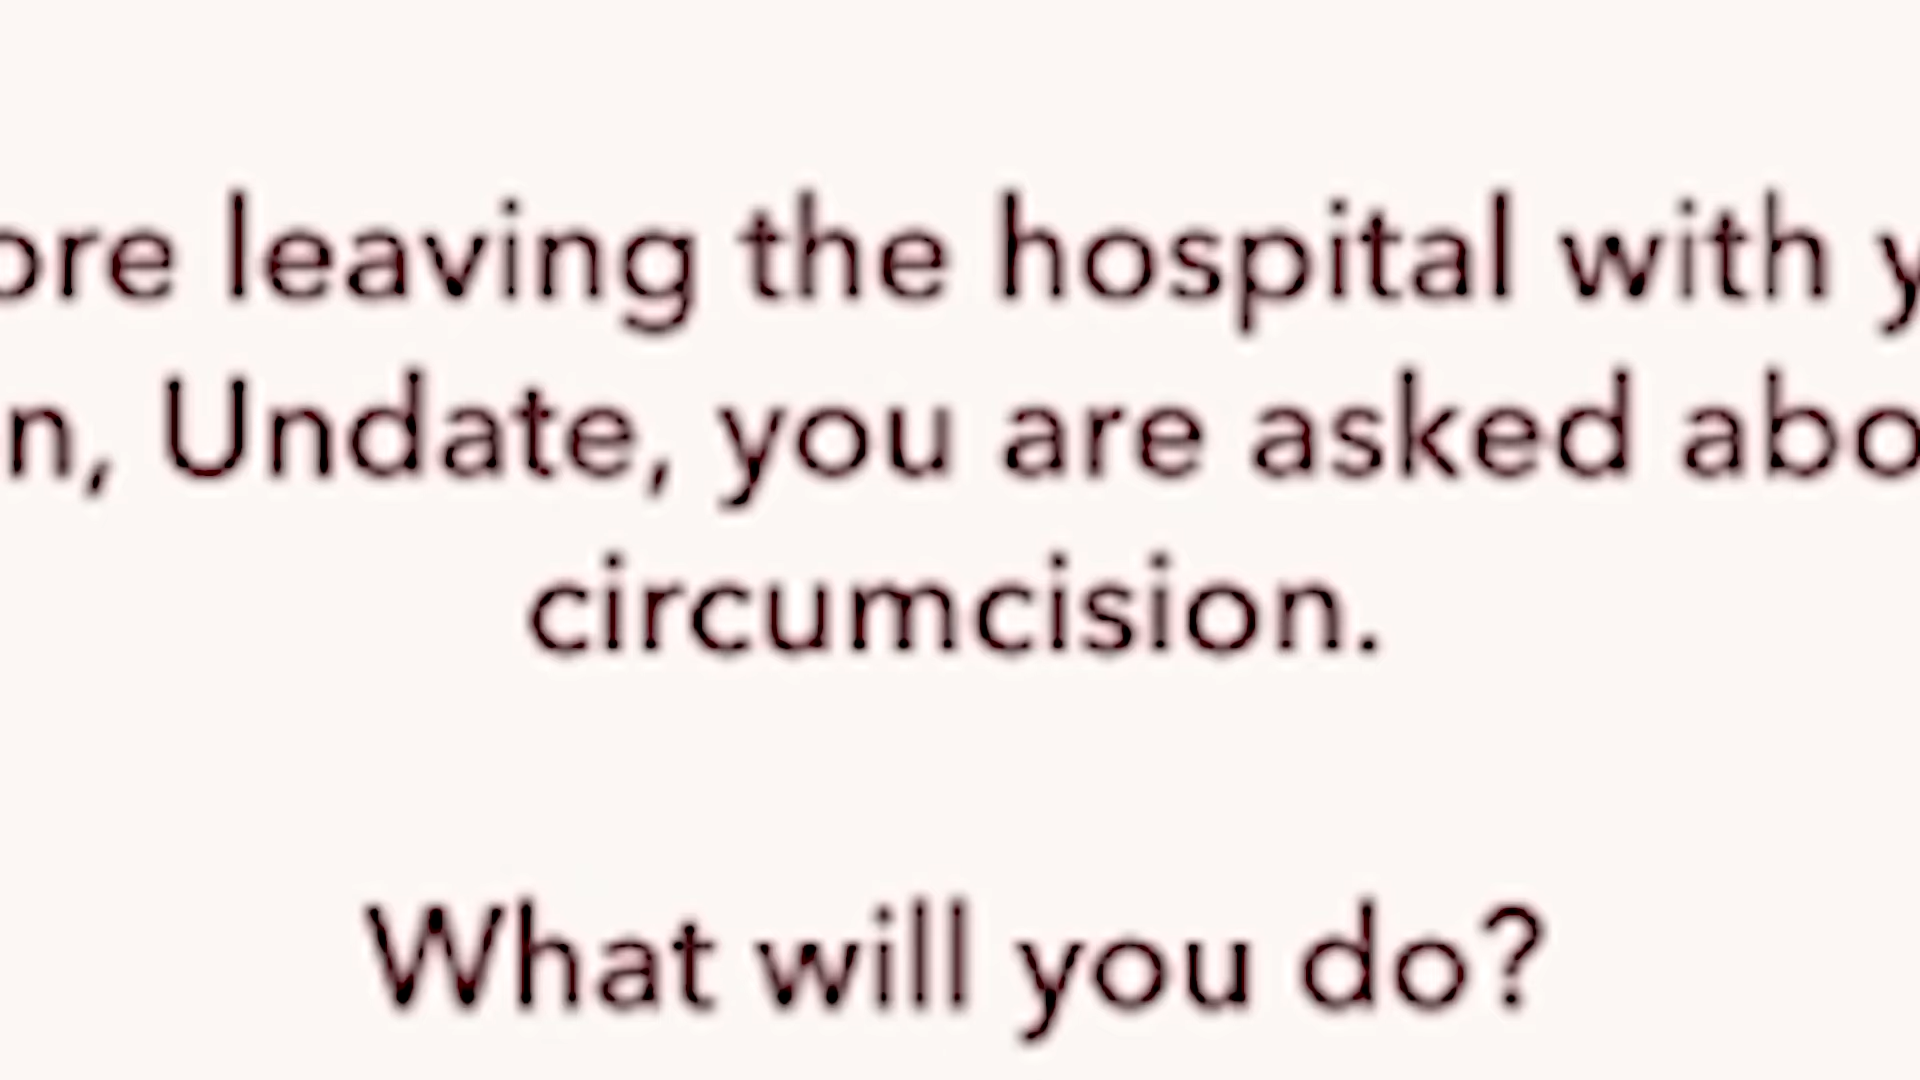 ore leaving the hospital with y
n, Undate, you are asked abo
circumcision.
What will you do?